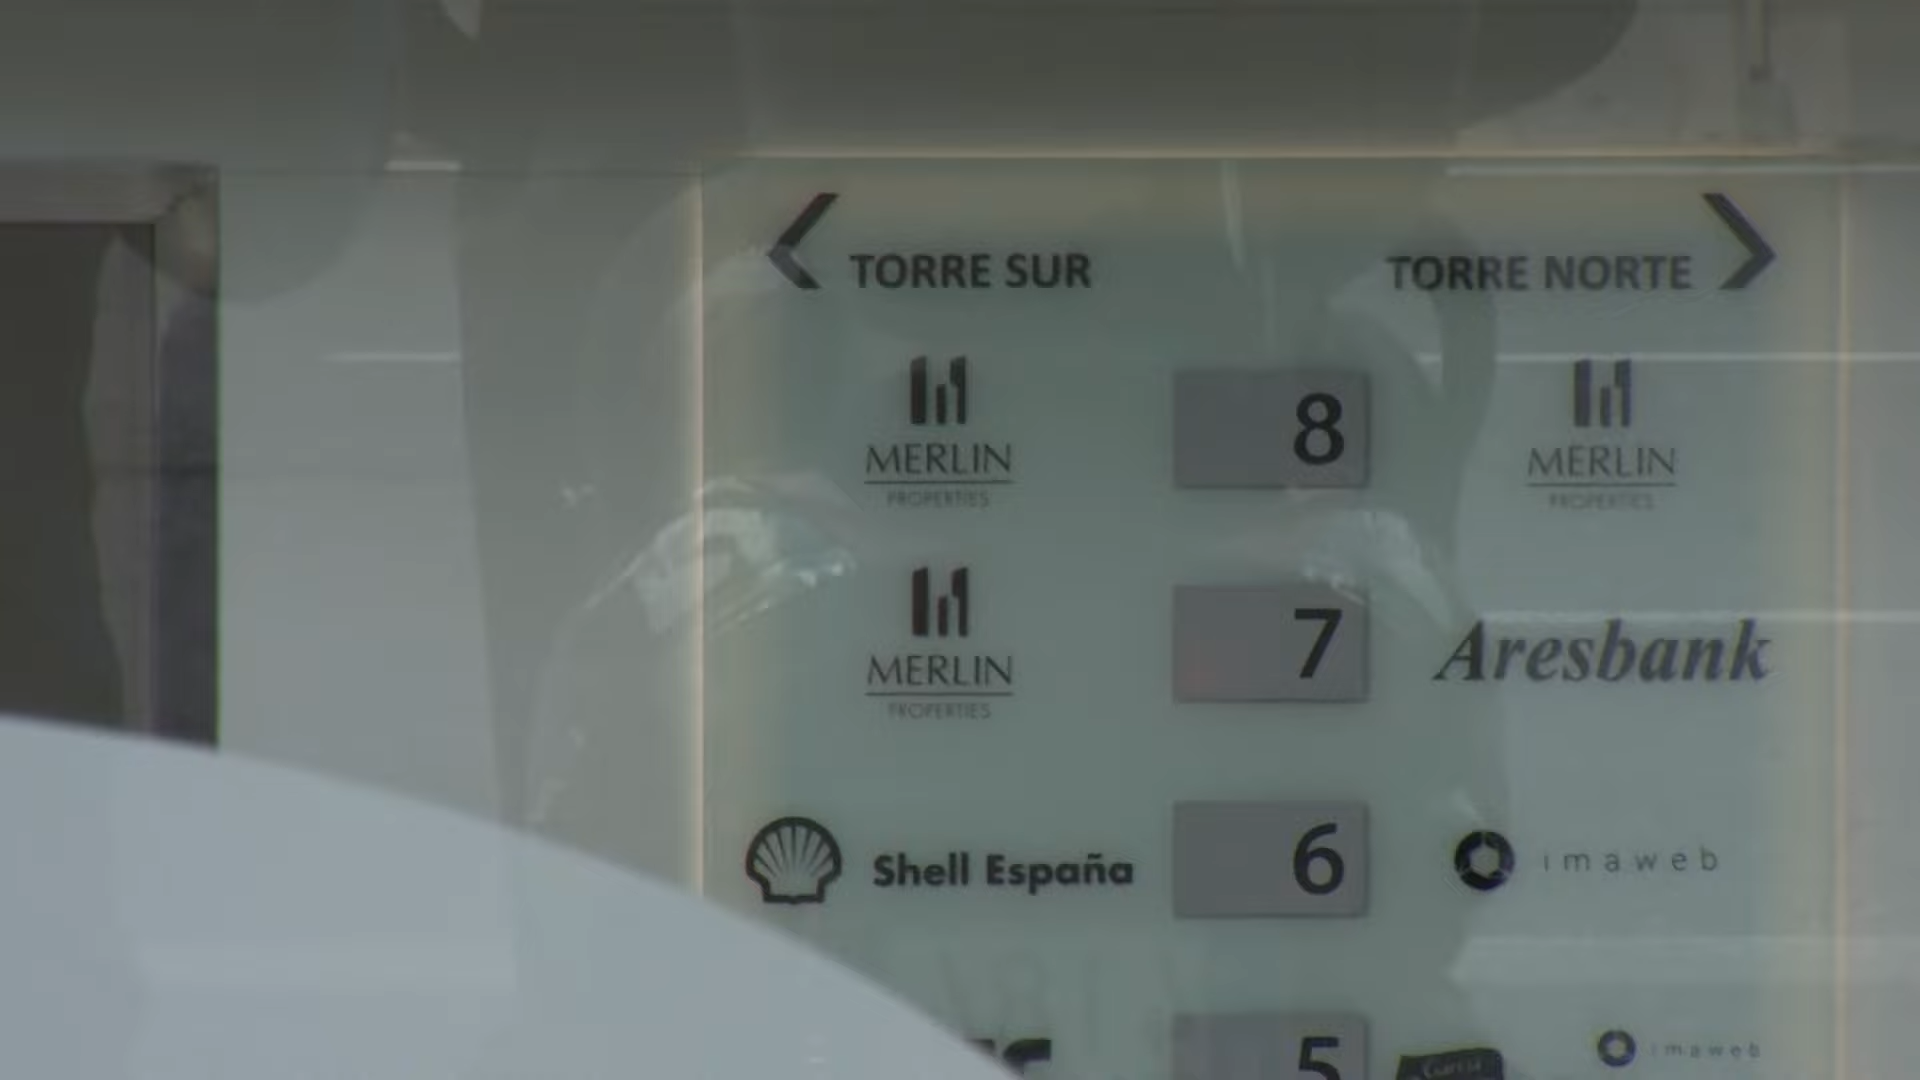 TORRE SUR
TORRE NORTE
MERLIN
PROPERTIES
8
MERLIN
PROPERTIES
MERLIN
PROPERTIES
7
Aresbank
Shell España
6
imaweb
5
García
imaweb